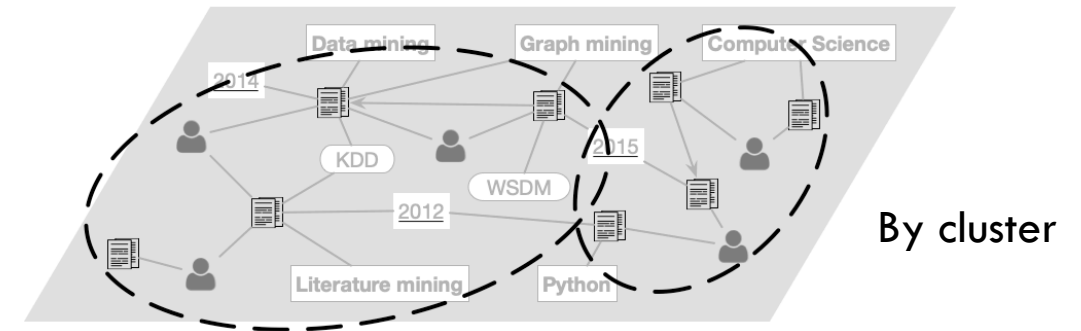 Data mining
Graph mining
Computer Science
2014
2015
KDD
WSDM
2012
By cluster
Literature mining
Python